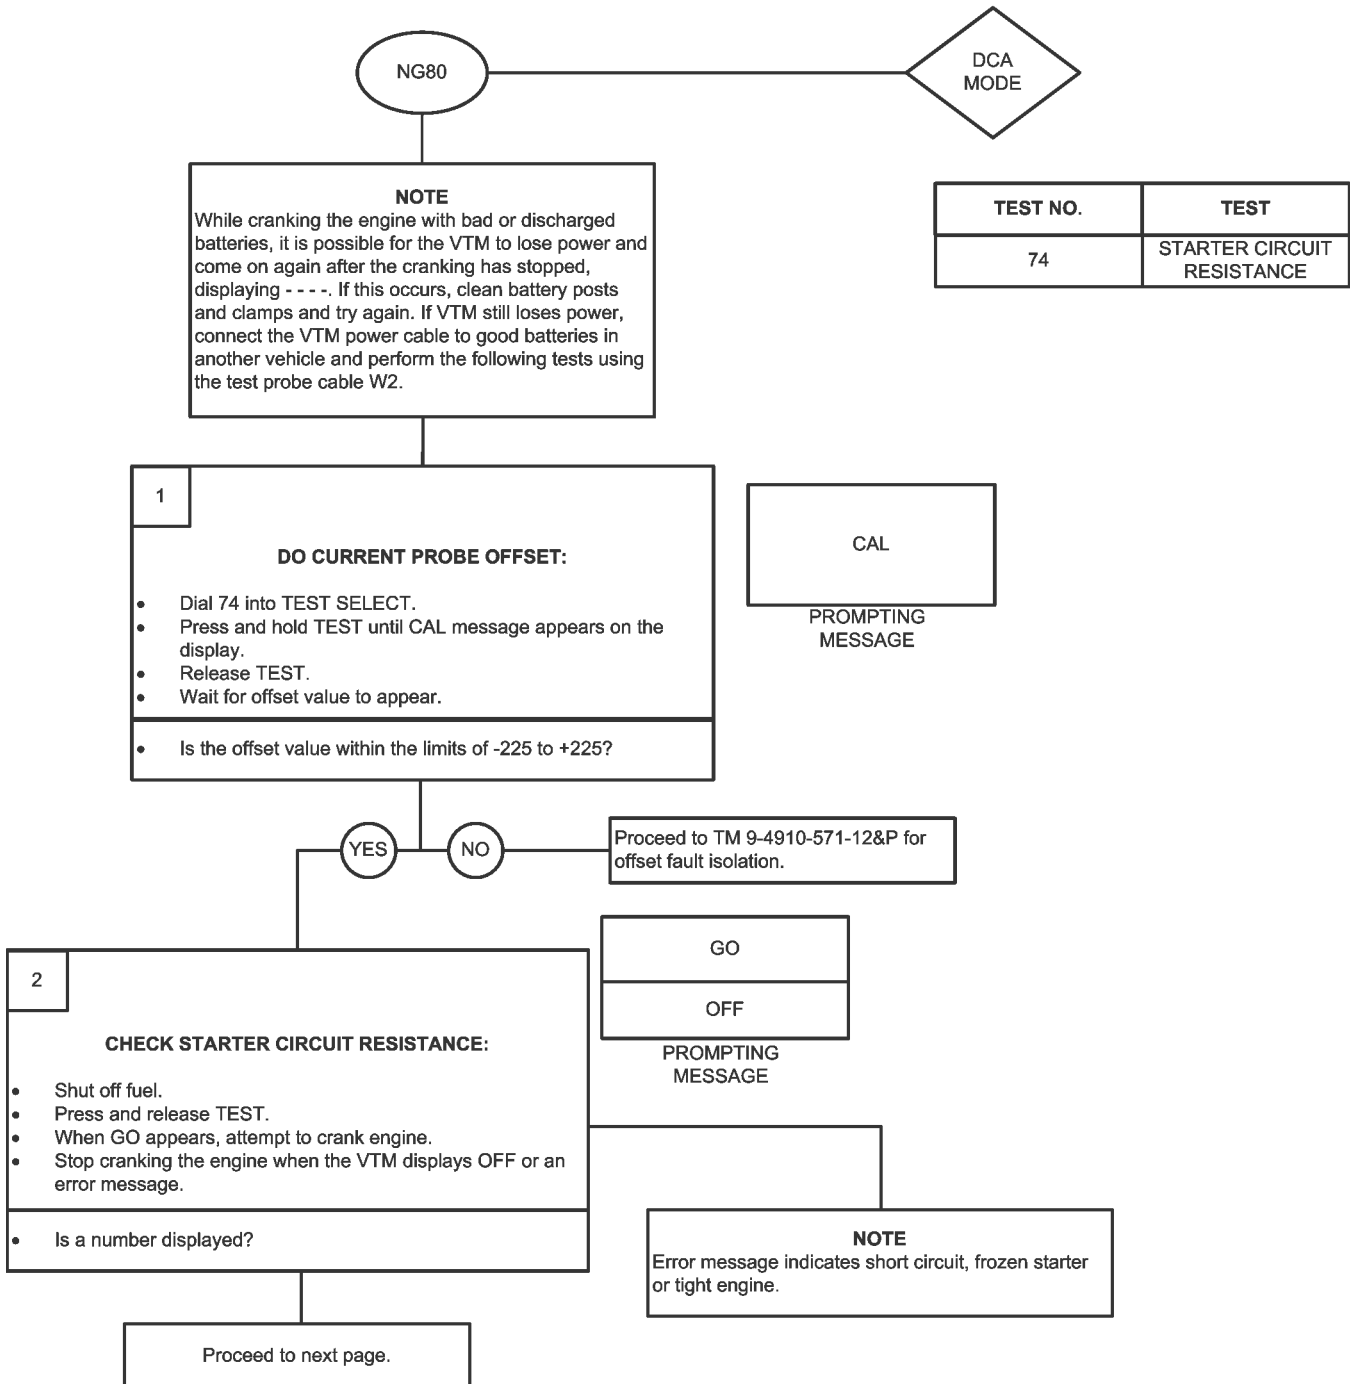 NG80
DCA
MODE
NOTE
While cranking the engine with bad or discharged
batteries, it is possible for the VTM to lose power and
come on again after the cranking has stopped,
displaying - - - -. If this occurs, clean battery posts
and clamps and try again. If VTM still loses power,
connect the VTM power cable to good batteries in
another vehicle and perform the following tests using
the test probe cable W2.
TEST NO. TEST
74 STARTER CIRCUIT
RESISTANCE
1
DO CURRENT PROBE OFFSET:
• Dial 74 into TEST SELECT.
• Press and hold TEST until CAL message appears on the
display.
• Release TEST.
• Wait for offset value to appear.
• Is the offset value within the limits of -225 to +225?
CAL
PROMPTING
MESSAGE
YES
NO
Proceed to TM 9-4910-571-12&P for
offset fault isolation.
2
CHECK STARTER CIRCUIT RESISTANCE:
• Shut off fuel.
• Press and release TEST.
• When GO appears, attempt to crank engine.
• Stop cranking the engine when the VTM displays OFF or an
error message.
• Is a number displayed?
GO
OFF
PROMPTING
MESSAGE
NOTE
Error message indicates short circuit, frozen starter
or tight engine.
Proceed to next page.